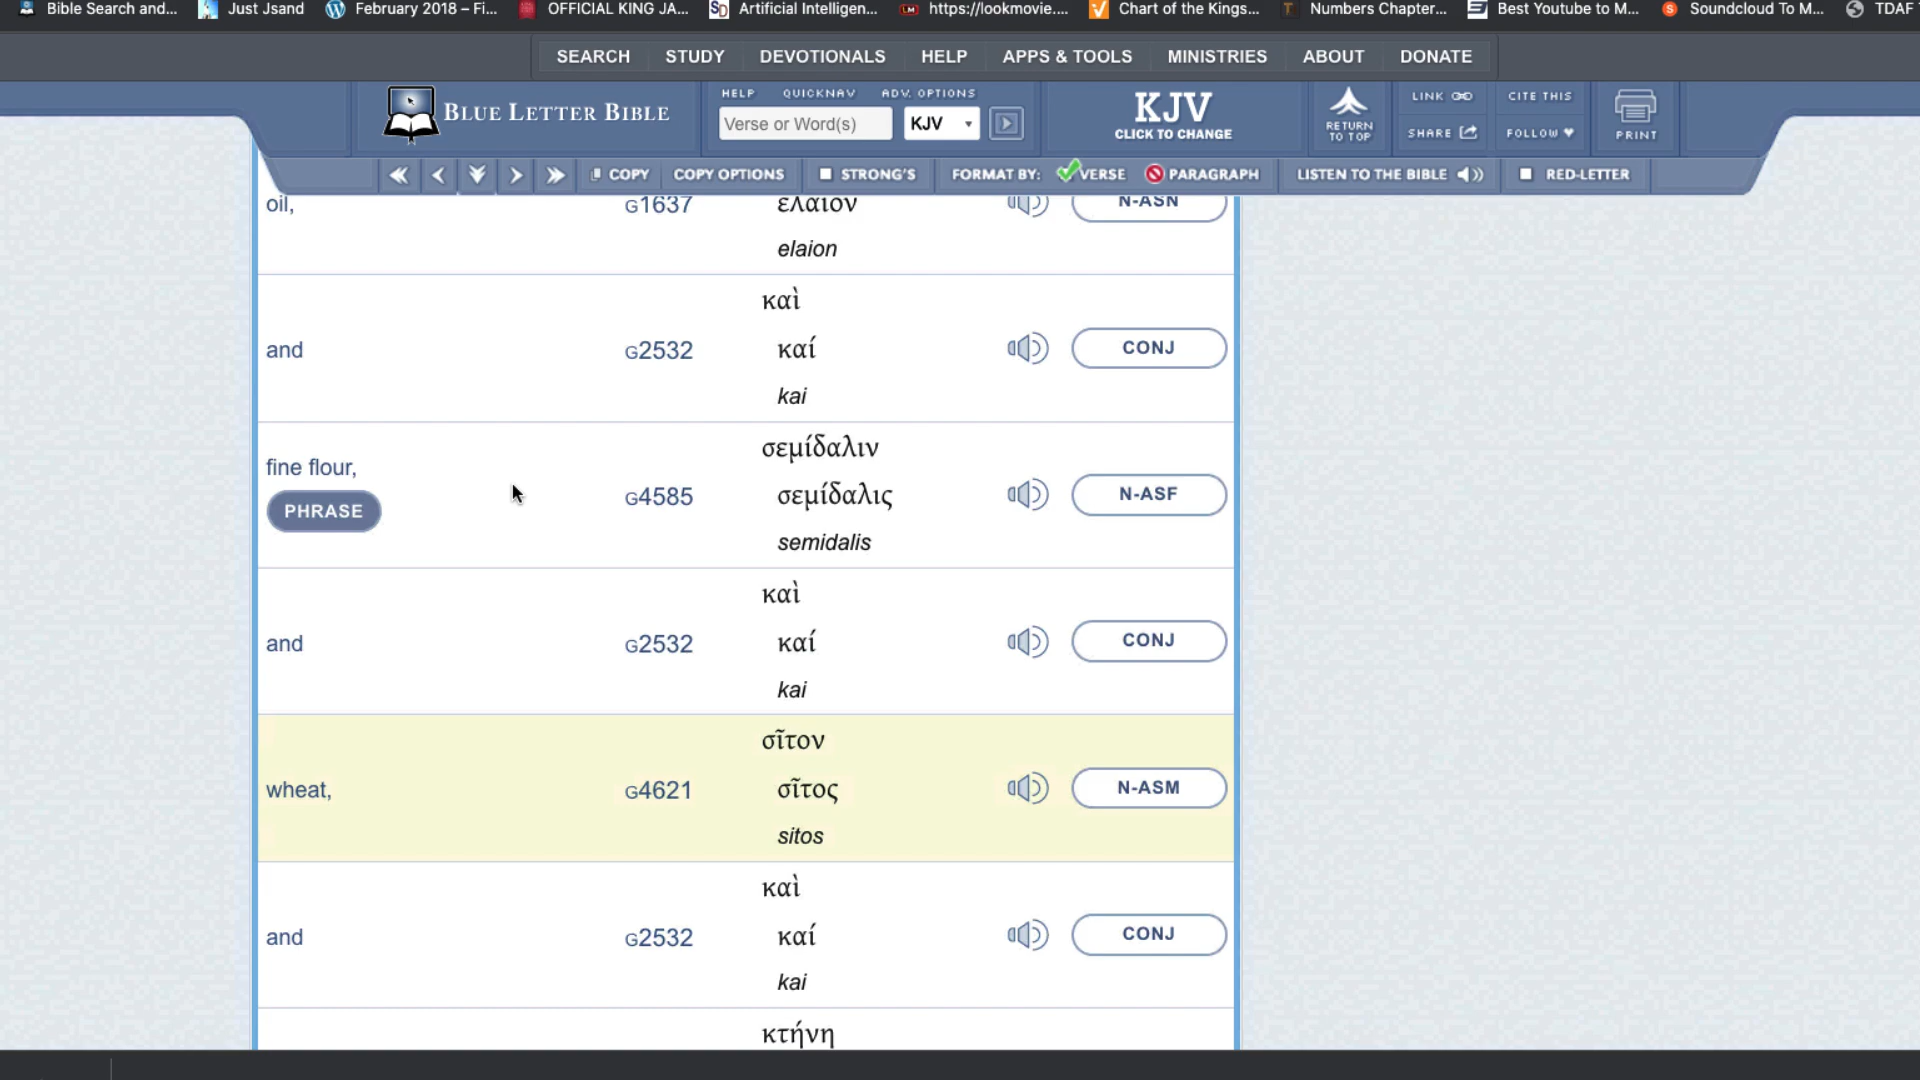 Bible Search and... Just Jsand February 2018 – Fi... OFFICIAL KING JA... Artificial Intelligen... https://lookmovie.... Chart of the Kings... Numbers Chapter... Best Youtube to M... Soundcloud To M... TDAF
SEARCH STUDY DEVOTIONALS HELP APPS & TOOLS MINISTRIES ABOUT DONATE
HELP QUICKNAV ADV. OPTIONS
BLUE LETTER BIBLE
Verse or Word(s) KJV
KJV
CLICK TO CHANGE
RETURN
TO TOP
LINK CITE THIS
SHARE FOLLOW
PRINT
COPY COPY OPTIONS STRONG'S FORMAT BY: VERSE PARAGRAPH LISTEN TO THE BIBLE RED-LETTER
oil, G1637 ἔλαιον N-ASN
elaion
καὶ
and G2532 καί CONJ
kai
σεμίδαλιν
fine flour,
PHRASE G4585 σεμίδαλις N-ASF
semidalis
καὶ
and G2532 καί CONJ
kai
σῖτον
wheat, G4621 σῖτος N-ASM
sitos
καὶ
and G2532 καί CONJ
kai
κτήνη